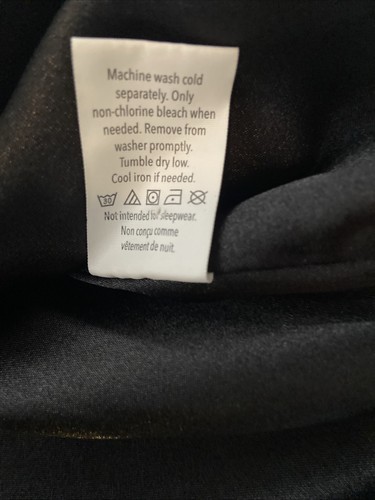 Machine wash cold
separately. Only
non-chlorine bleach when
needed. Remove from
washer promptly.
Tumble dry low.
Cool iron if needed.
30
Not intended for sleepwear.
Non conçu comme
vêtement de nuit.